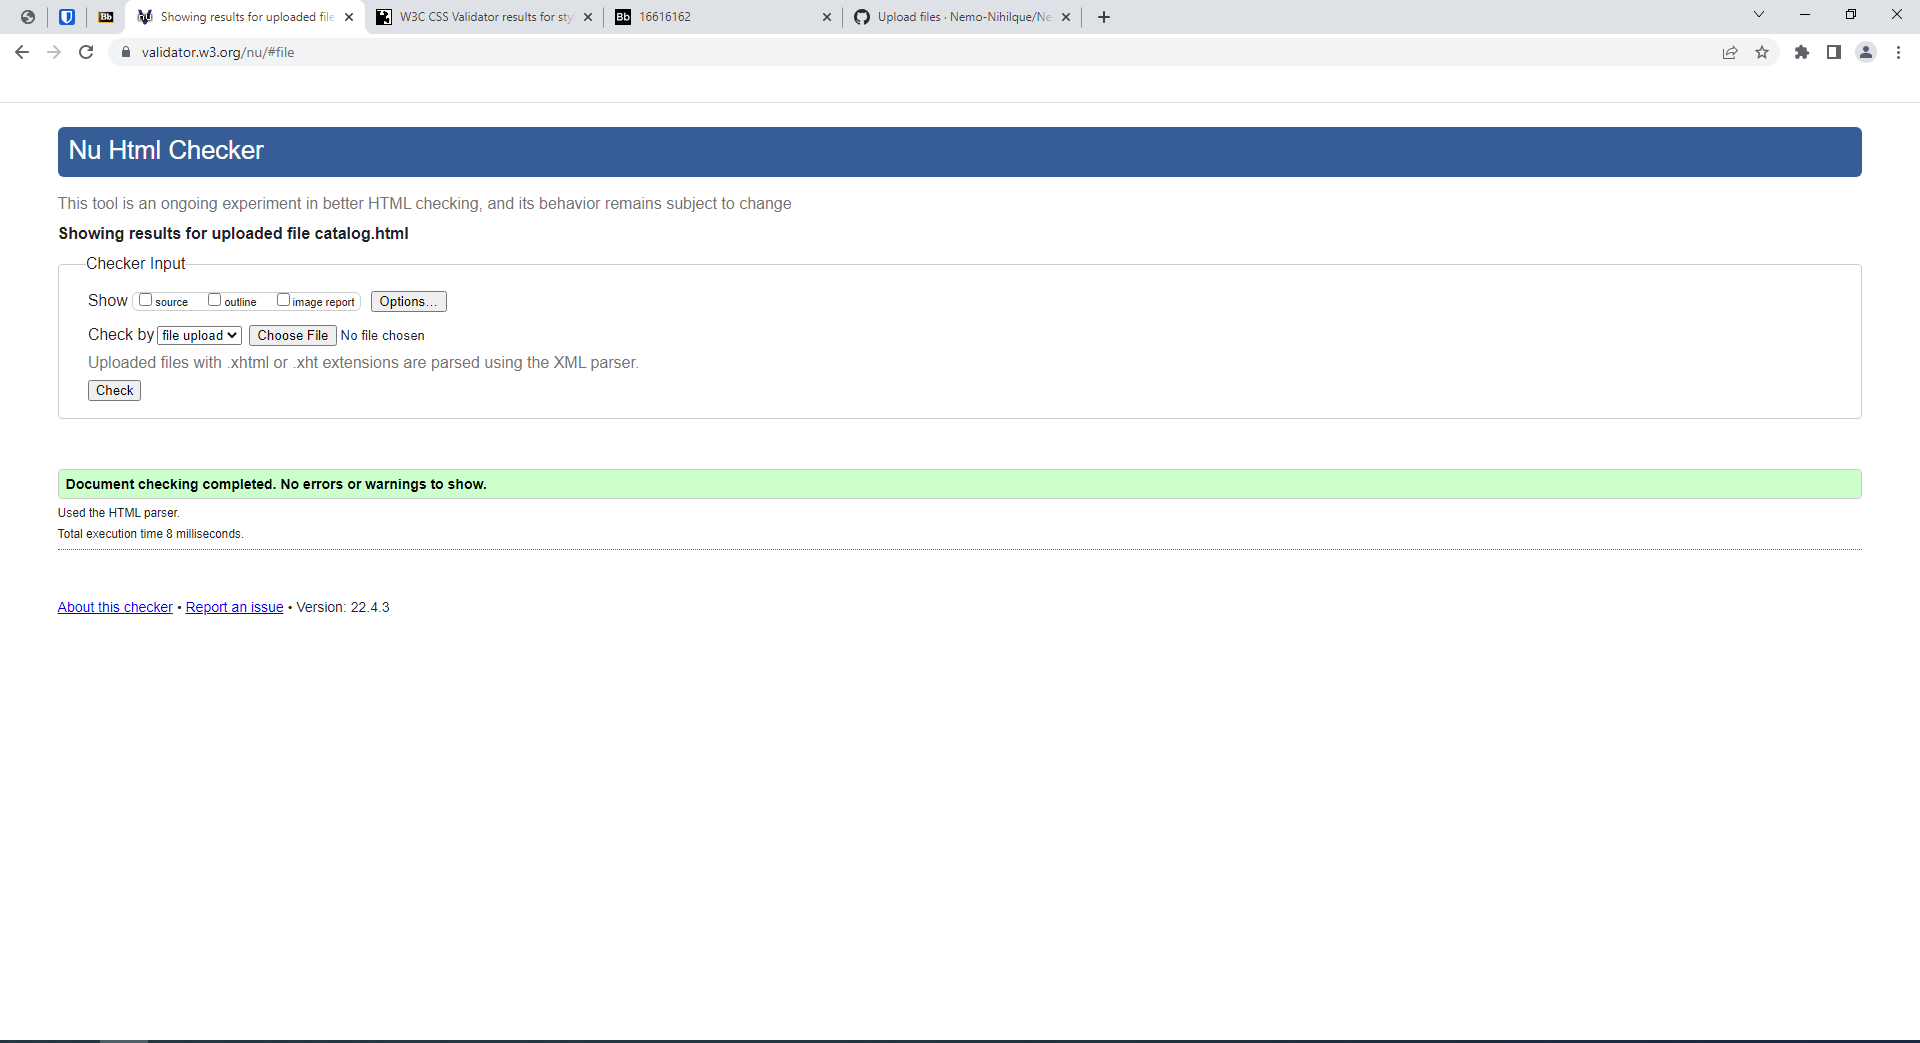 Showing results for uploaded file
W3C CSS Validator results for sty
Bb 16616162
Upload files · Nemo-Nihilque/Ne
Bb
validator.w3.org/nu/#file
Nu Html Checker
This tool is an ongoing experiment in better HTML checking, and its behavior remains subject to change
Showing results for uploaded file catalog.html
Checker Input
Show source outline image report Options...
Check by file upload Choose File No file chosen
Uploaded files with .xhtml or .xht extensions are parsed using the XML parser.
Check
Document checking completed. No errors or warnings to show.
Used the HTML parser.
Total execution time 8 milliseconds.
About this checker • Report an issue • Version: 22.4.3